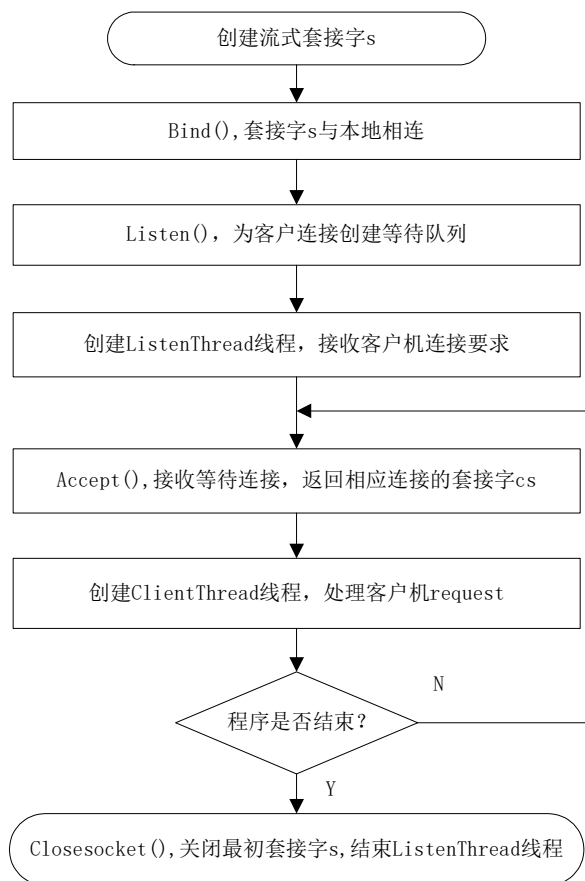 创建流式套接字s
Bind(),套接字s与本地相连
Listen()，为客户连接创建等待队列
创建ListenThread线程，接收客户机连接要求
Accept(),接收等待连接，返回相应连接的套接字cs
创建ClientThread线程，处理客户机request
N
程序是否结束？
Y
Closesocket(),关闭最初套接字s,结束ListenThread线程